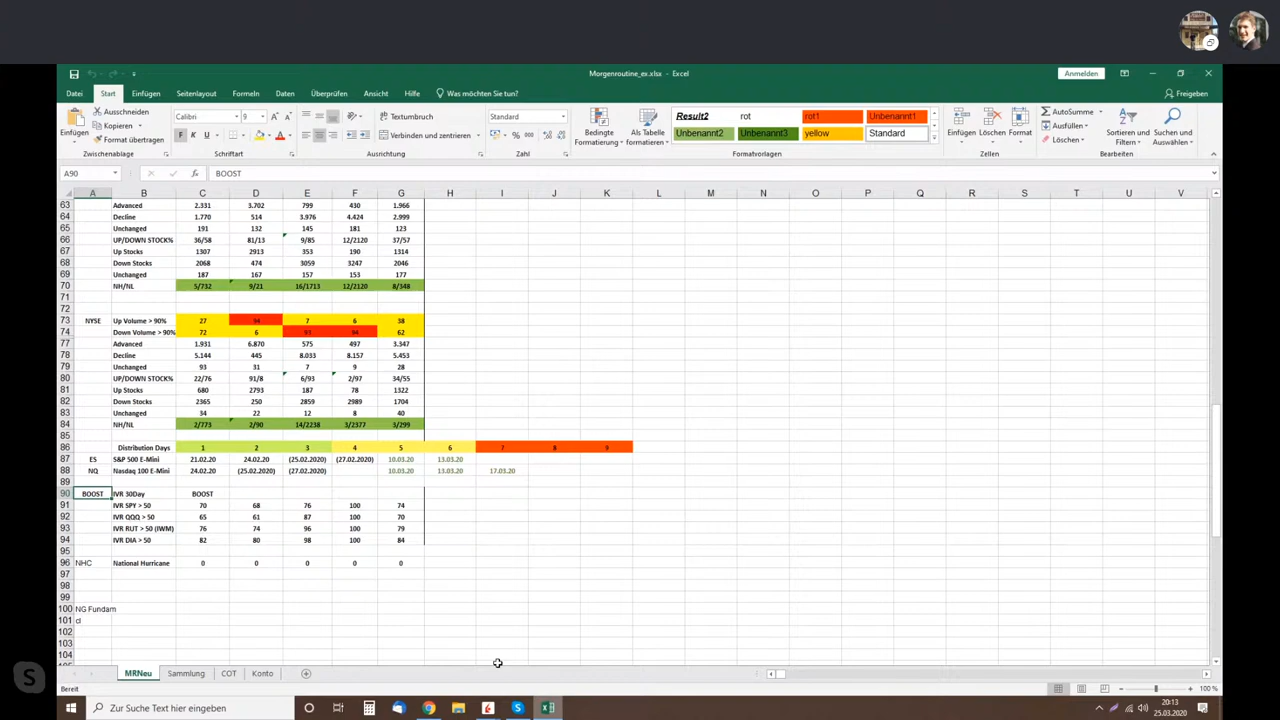 Morgenroutine_ex.xlsx - Excel
Anmelden
Datei Start Einfügen Seitenlayout Formeln Daten Überprüfen Ansicht Hilfe Was möchten Sie tun? Freigeben
Einfügen Ausschneiden Kopieren Format übertragen Zwischenablage
Calibri 9 F K U Schriftart
Textumbruch Verbinden und zentrieren Ausrichtung
Standard % 000 Zahl
Bedingte Formatierung Als Tabelle formatieren
Result2 rot rot1 Unbenannt1
Unbenannt2 Unbenannt3 yellow Standard
Formatvorlagen
Einfügen Löschen Format Zellen
AutoSumme Ausfüllen Löschen Sortieren und Filtern Suchen und Auswählen Bearbeiten
A90 fx BOOST
A B C D E F G H I J K L M N O P Q R S T U V
63 Advanced 2.331 3.702 799 430 1.966
64 Decline 1.770 514 3.976 4.424 2.999
65 Unchanged 191 132 145 181 123
66 UP/DOWN STOCK% 36/58 81/13 9/85 12/2120 37/57
67 Up Stocks 1307 2913 353 190 1314
68 Down Stocks 2068 474 3059 3247 2046
69 Unchanged 187 167 157 153 177
70 NH/NL 5/732 9/21 16/1713 12/2120 8/348
71
72
73 NYSE Up Volume > 90% 27 94 7 6 38
74 Down Volume > 90% 72 6 93 94 62
77 Advanced 1.931 6.870 575 497 3.347
78 Decline 5.144 445 8.033 8.157 5.453
79 Unchanged 93 31 7 9 28
80 UP/DOWN STOCK% 22/76 91/8 6/93 2/97 34/55
81 Up Stocks 680 2793 187 78 1322
82 Down Stocks 2365 250 2859 2989 1704
83 Unchanged 34 22 12 8 40
84 NH/NL 2/773 2/90 14/2238 3/2377 3/299
85
86 Distribution Days 1 2 3 4 5 6 7 8 9
87 ES S&P 500 E-Mini 21.02.20 24.02.20 (25.02.2020) (27.02.2020) 10.03.20 13.03.20
88 NQ Nasdaq 100 E-Mini 24.02.20 (25.02.2020) (27.02.2020) 10.03.20 13.03.20 17.03.20
89
90 BOOST IVR 30Day BOOST
91 IVR SPY > 50 70 68 76 100 74
92 IVR QQQ > 50 65 61 87 100 70
93 IVR RUT > 50 (IWM) 76 74 96 100 79
94 IVR DIA > 50 82 80 98 100 84
95
96 NHC National Hurricane 0 0 0 0 0
97
98
99
100 NG Fundam
101 cl
102
103
104
MRNeu Sammlung COT Konto
Bereit 100 %
Zur Suche Text hier eingeben
20:13
25.03.2020